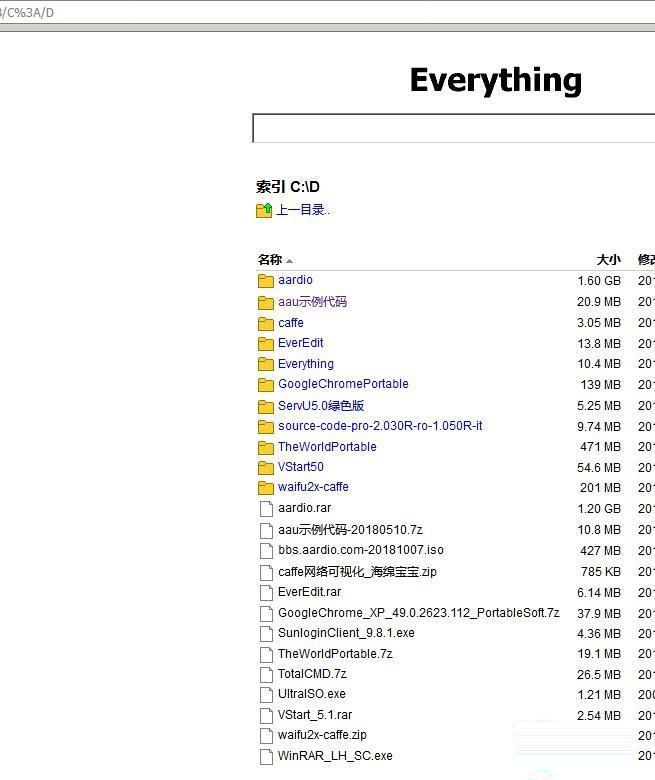 /C%3A/D
Everything
索引 C:\D
上一目录..
名称 大小 修改
aardio 1.60 GB 20
aau示例代码 20.9 MB 20
caffe 3.05 MB 20
EverEdit 13.8 MB 20
Everything 10.4 MB 20
GoogleChromePortable 139 MB 20
ServU5.0绿色版 5.25 MB 20
source-code-pro-2.030R-ro-1.050R-it 9.74 MB 20
TheWorldPortable 471 MB 20
VStart50 54.6 MB 20
waifu2x-caffe 201 MB 20
aardio.rar 1.20 GB 20
aau示例代码-20180510.7z 10.8 MB 20
bbs.aardio.com-20181007.iso 427 MB 20
caffe网络可视化_海绵宝宝.zip 785 KB 20
EverEdit.rar 6.14 MB 20
GoogleChrome_XP_49.0.2623.112_PortableSoft.7z 37.9 MB 20
SunloginClient_9.8.1.exe 4.36 MB 20
TheWorldPortable.7z 19.1 MB 20
TotalCMD.7z 26.5 MB 20
UltraISO.exe 1.21 MB 200
VStart_5.1.rar 2.54 MB 20
waifu2x-caffe.zip 20
WinRAR_LH_SC.exe 20